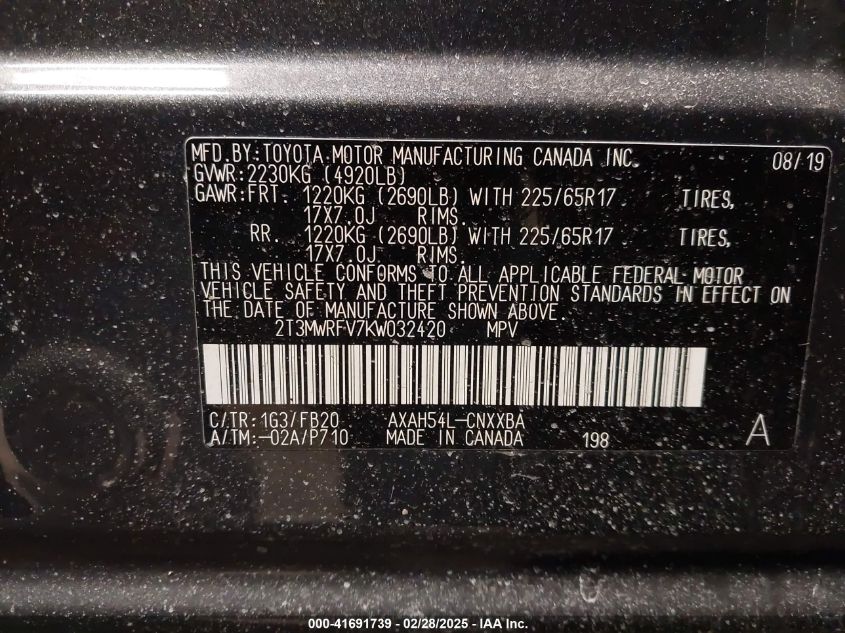 MFD.BY:TOYOTA MOTOR MANUFACTURING CANADA INC. 08/19
GVWR:2230KG (4920LB)
GAWR:FRT. 1220KG (2690LB) WITH 225/65R17 TIRES,
17X7.0J RIMS.
RR. 1220KG (2690LB) WITH 225/65R17 TIRES,
17X7.0J RIMS.
THIS VEHICLE CONFORMS TO ALL APPLICABLE FEDERAL MOTOR
VEHICLE SAFETY AND THEFT PREVENTION STANDARDS IN EFFECT ON
THE DATE OF MANUFACTURE SHOWN ABOVE.
2T3MWRFV7KW032420 MPV
C/TR:1G3/FB20 AXAH54L-CNXXBA
A/TM:-02A/P710 MADE IN CANADA 198 A
000-41691739 - 02/28/2025 - IAA Inc.